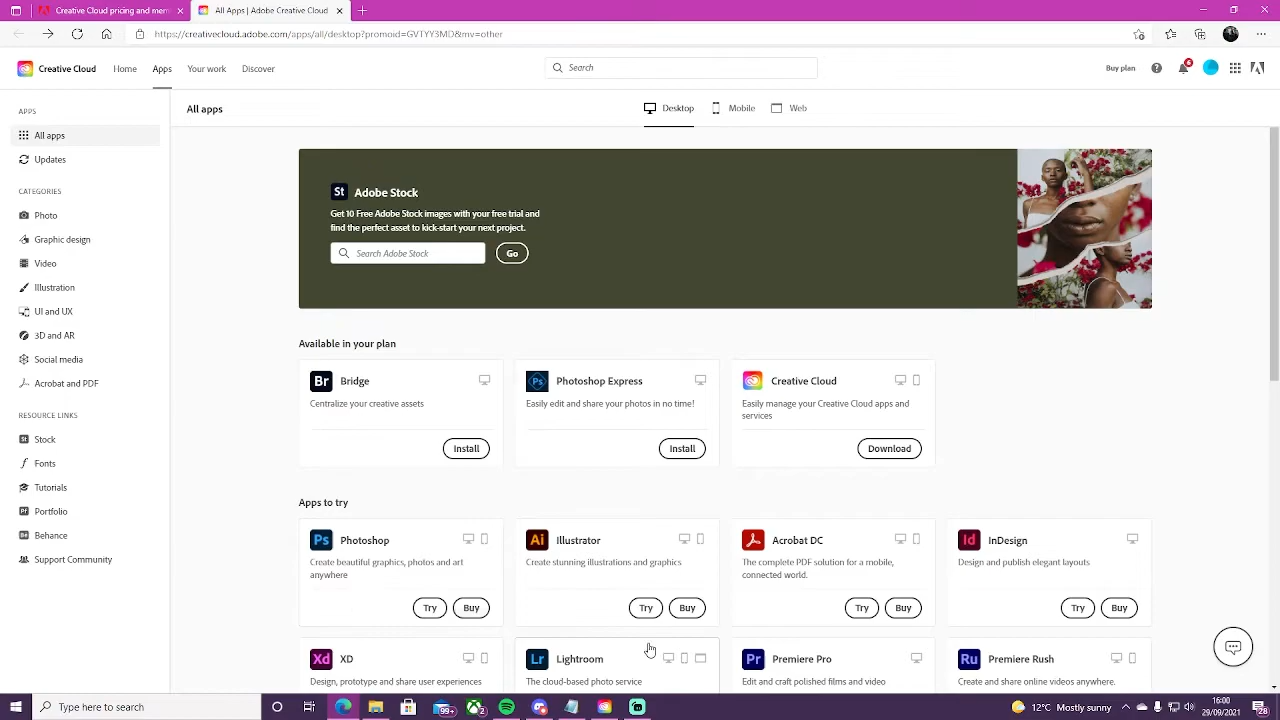 Creative Cloud pricing and mem
All Apps | Adobe Creative Cloud
https://creativecloud.adobe.com/apps/all/desktop?promoid=GVTYY3MD&mv=other
Creative Cloud
Home
Apps
Your work
Discover
Search
Buy plan
6
APPS
All apps
Updates
CATEGORIES
Photo
Graphic design
Video
Illustration
UI and UX
3D and AR
Social media
Acrobat and PDF
RESOURCE LINKS
St Stock
Fonts
Tutorials
Pf Portfolio
Bē Behance
Support Community
All apps
Desktop
Mobile
Web
St Adobe Stock
Get 10 Free Adobe Stock images with your free trial and
find the perfect asset to kick-start your next project.
Search Adobe Stock
Go
Available in your plan
Br Bridge
Centralize your creative assets
Install
Ps Photoshop Express
Easily edit and share your photos in no time!
Install
Creative Cloud
Easily manage your Creative Cloud apps and
services
Download
Apps to try
Ps Photoshop
Create beautiful graphics, photos and art
anywhere
Try
Buy
Ai Illustrator
Create stunning illustrations and graphics
Try
Buy
Acrobat DC
The complete PDF solution for a mobile,
connected world.
Try
Buy
Id InDesign
Design and publish elegant layouts
Try
Buy
Xd XD
Design, prototype and share user experiences
Lr Lightroom
The cloud-based photo service
Pr Premiere Pro
Edit and craft polished films and video
Ru Premiere Rush
Create and share online videos anywhere.
Type here to search
99+
2
12°C Mostly sunny
16:00
29/09/2021